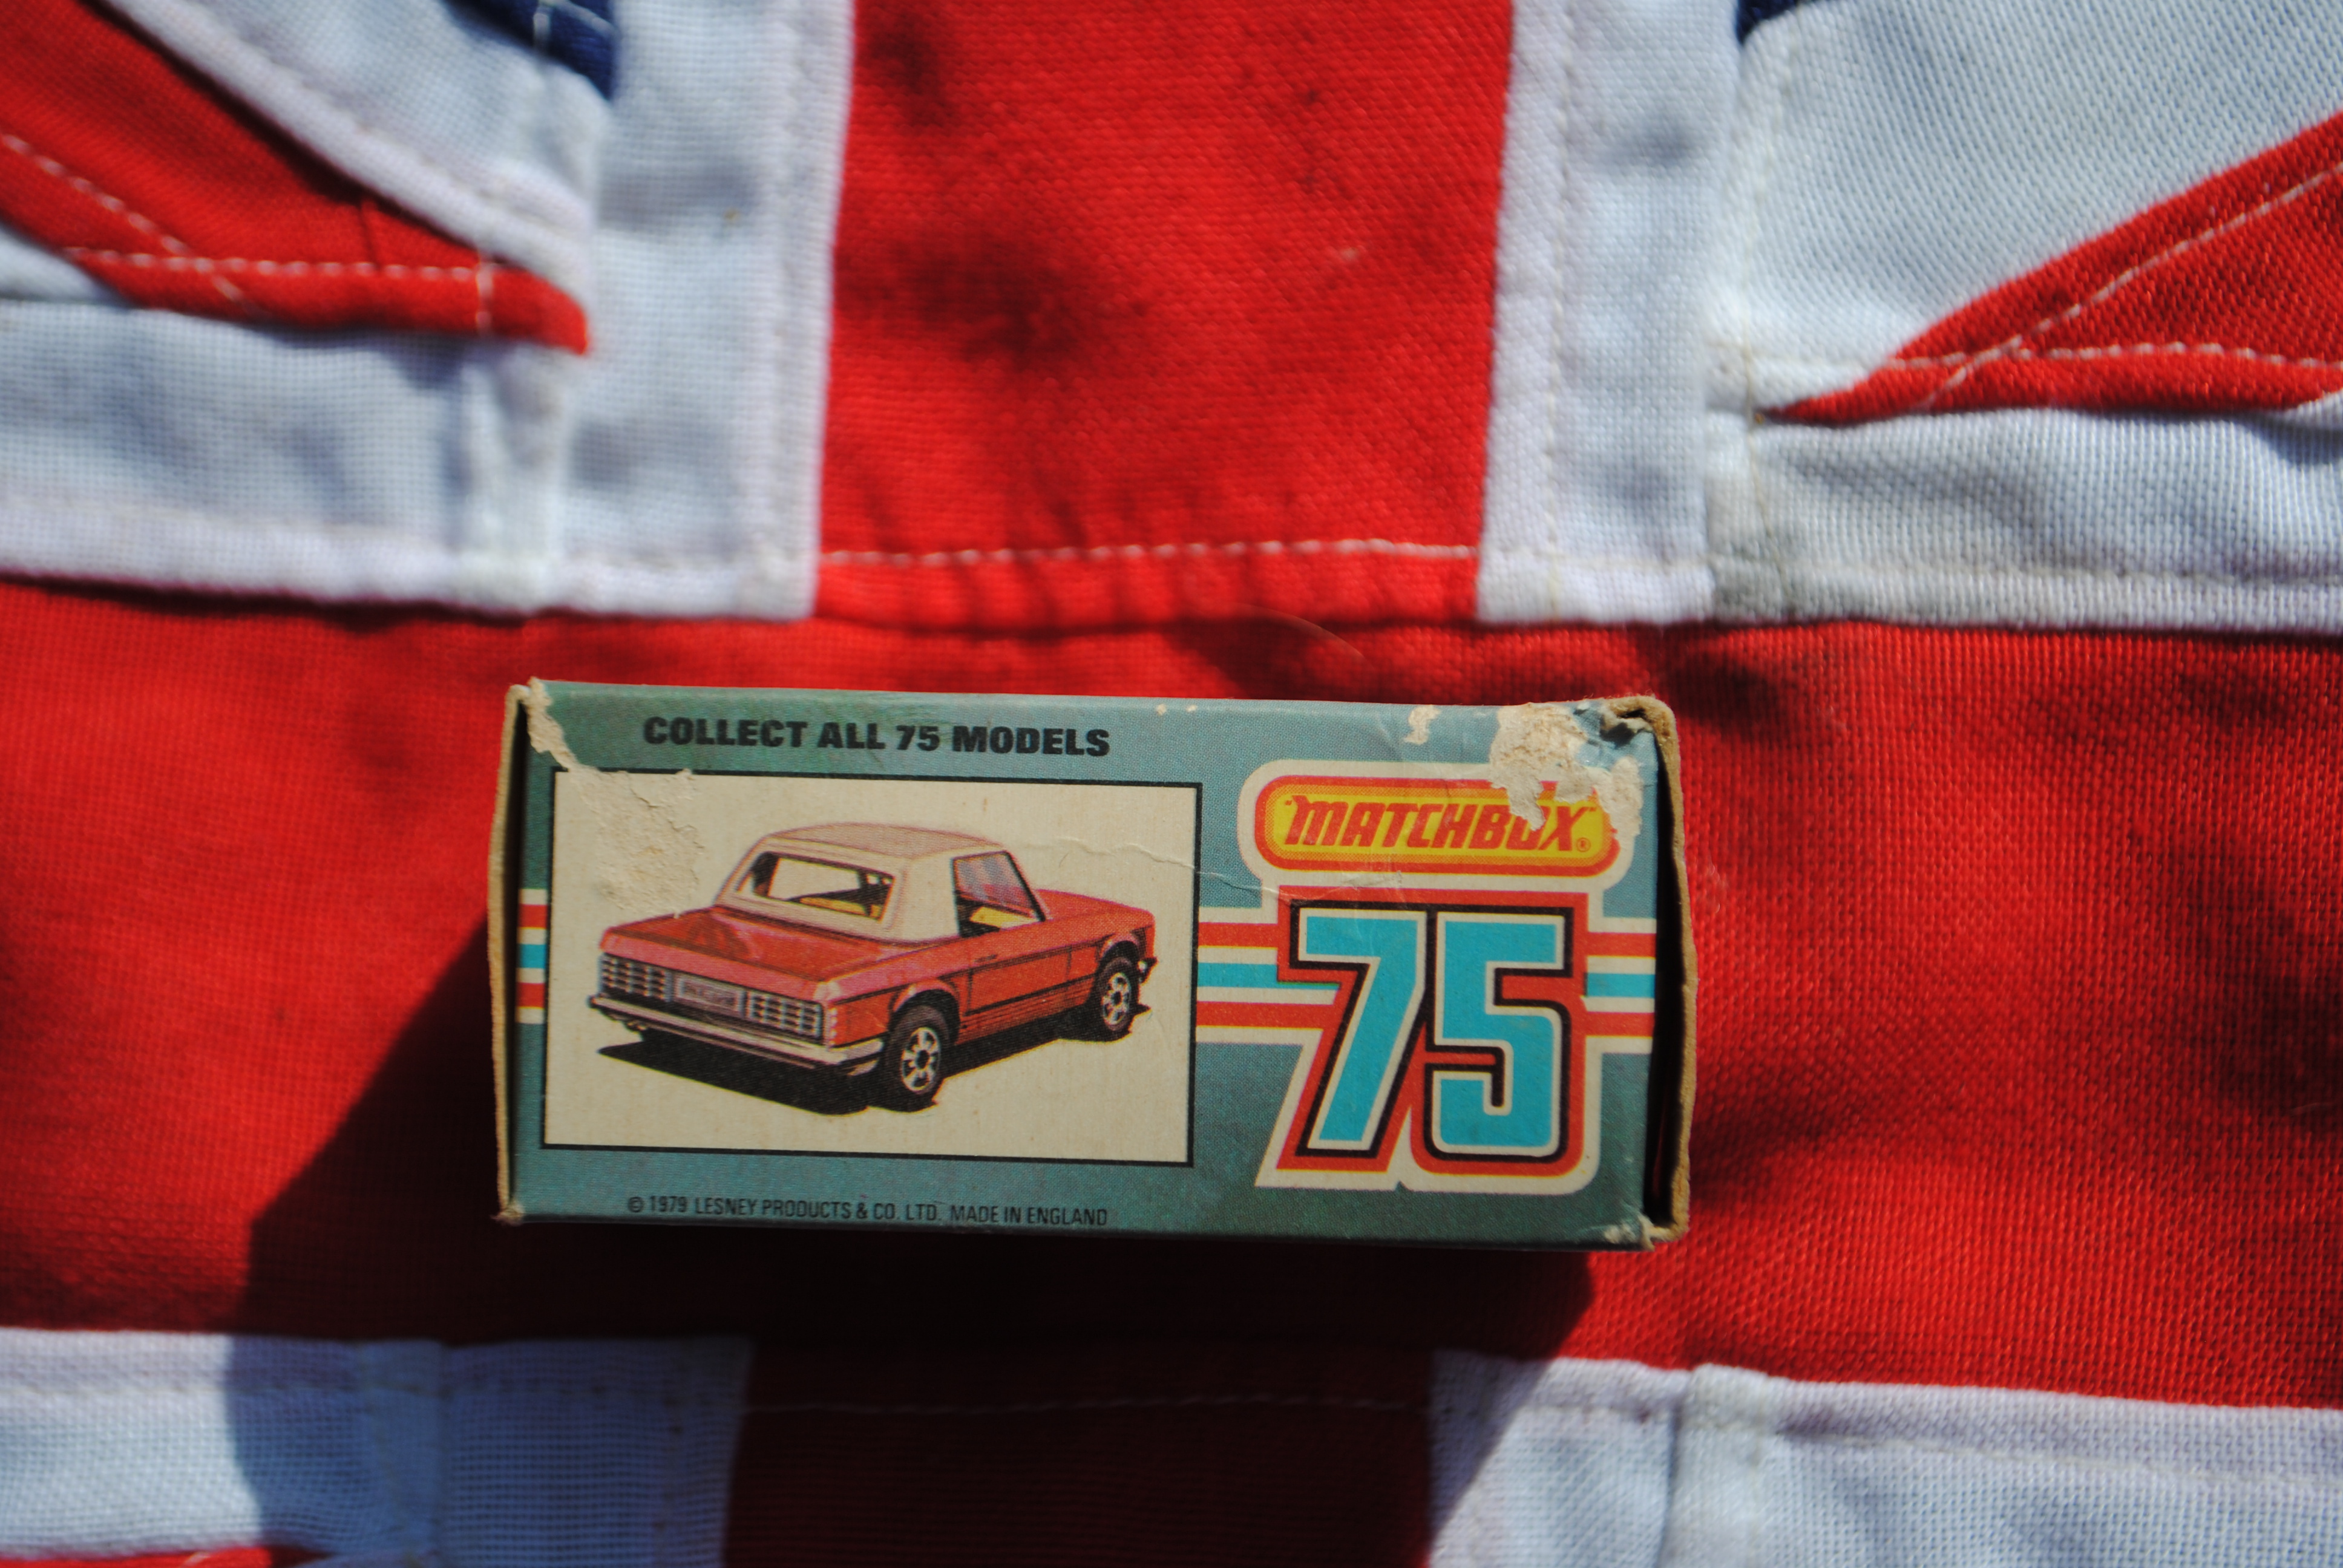 COLLECT ALL 75 MODELS
"MATCHBOX"®
75
© 1979 LESNEY PRODUCTS & CO. LTD. MADE IN ENGLAND